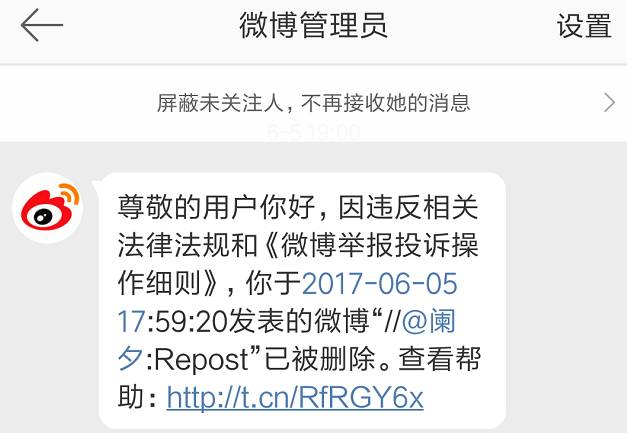 微博管理员 设置
屏蔽未关注人，不再接收她的消息
6-5 19:00
尊敬的用户你好，因违反相关
法律法规和《微博举报投诉操
作细则》，你于2017-06-05
17:59:20发表的微博“//@阑
夕:Repost”已被删除。查看帮
助：http://t.cn/RfRGY6x